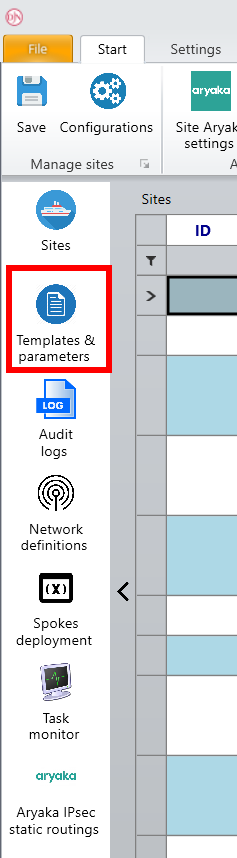 File Start Settings
aryaka
Save Configurations Site Aryak
settings
Manage sites A
Sites
Sites
ID
Templates &
parameters
LOG
Audit
logs
Network
definitions
(X)
Spokes
deployment
Task
monitor
aryaka
Aryaka IPsec
static routings